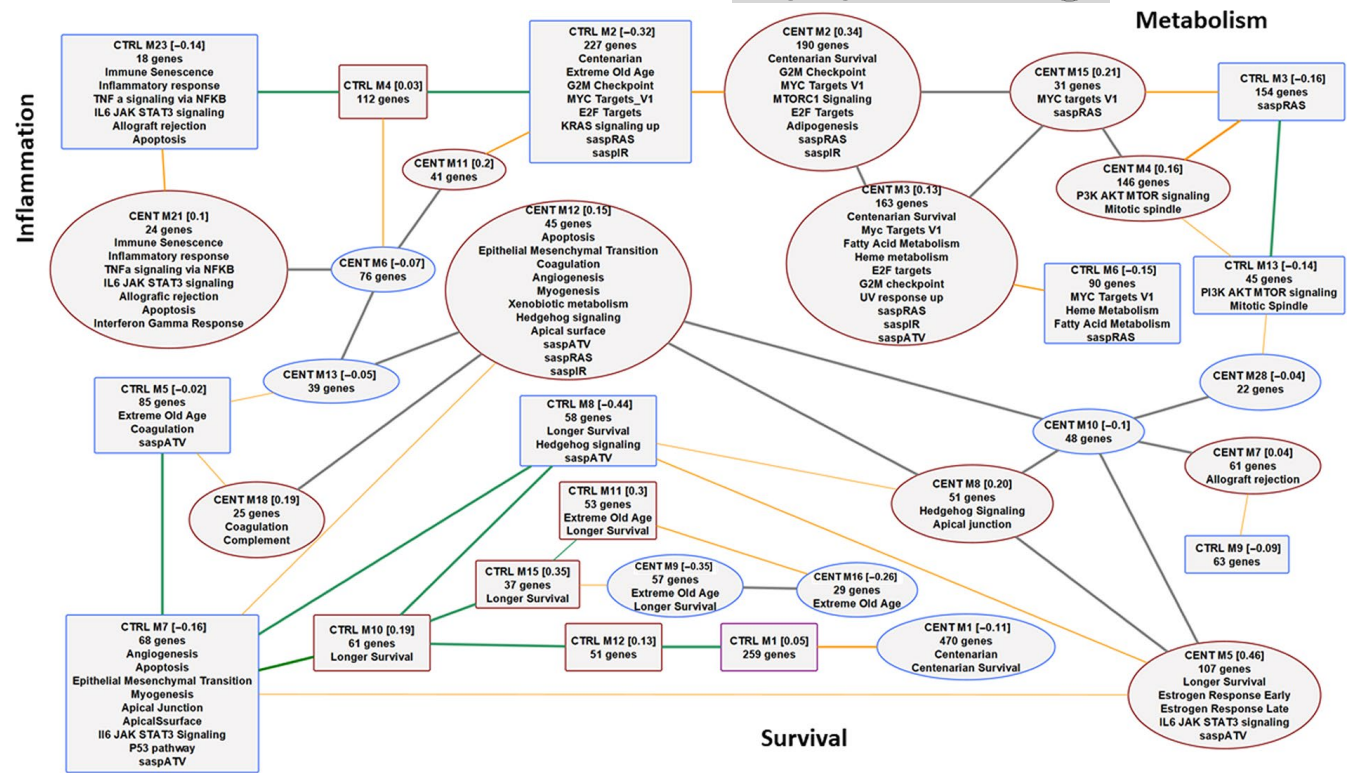 Metabolism
Inflammation
Survival
CTRL M23 [−0.14]
18 genes
Immune Senescence
Inflammatory response
TNF a signaling via NFKB
IL6 JAK STAT3 signaling
Allograft rejection
Apoptosis
CTRL M4 [0.03]
112 genes
CTRL M2 [−0.32]
227 genes
Centenarian
Extreme Old Age
G2M Checkpoint
MYC Targets_V1
E2F Targets
KRAS signaling up
saspRAS
saspIR
CENT M2 [0.34]
190 genes
Centenarian Survival
G2M Checkpoint
MYC Targets V1
MTORC1 Signaling
E2F Targets
Adipogenesis
saspRAS
saspIR
CENT M15 [0.21]
31 genes
MYC targets V1
saspRAS
CTRL M3 [−0.16]
154 genes
saspRAS
CENT M11 [0.2]
41 genes
CENT M4 [0.16]
146 genes
P3K AKT MTOR signaling
Mitotic spindle
CENT M21 [0.1]
24 genes
Immune Senescence
Inflammatory response
TNFa signaling via NFKB
IL6 JAK STAT3 signaling
Allografic rejection
Apoptosis
Interferon Gamma Response
CENT M6 [−0.07]
76 genes
CENT M12 [0.15]
45 genes
Apoptosis
Epithelial Mesenchymal Transition
Coagulation
Angiogenesis
Myogenesis
Xenobiotic metabolism
Hedgehog signaling
Apical surface
saspATV
saspRAS
saspIR
CENT M3 [0.13]
163 genes
Centenarian Survival
Myc Targets V1
Fatty Acid Metabolism
Heme metabolism
E2F targets
G2M checkpoint
UV response up
saspRAS
saspIR
saspATV
CTRL M6 [−0.15]
90 genes
MYC Targets V1
Heme Metabolism
Fatty Acid Metabolism
saspRAS
CTRL M13 [−0.14]
45 genes
PI3K AKT MTOR signaling
Mitotic Spindle
CENT M13 [−0.05]
39 genes
CENT M28 [−0.04]
22 genes
CTRL M5 [−0.02]
85 genes
Extreme Old Age
Coagulation
saspATV
CTRL M8 [−0.44]
58 genes
Longer Survival
Hedgehog signaling
saspATV
CENT M10 [−0.1]
48 genes
CENT M7 [0.04]
61 genes
Allograft rejection
CENT M18 [0.19]
25 genes
Coagulation
Complement
CTRL M11 [0.3]
53 genes
Extreme Old Age
Longer Survival
CENT M8 [0.20]
51 genes
Hedgehog Signaling
Apical junction
CTRL M9 [−0.09]
63 genes
CTRL M15 [0.35]
37 genes
Longer Survival
CENT M9 [−0.35]
57 genes
Extreme Old Age
Longer Survival
CENT M16 [−0.26]
29 genes
Extreme Old Age
CTRL M7 [−0.16]
68 genes
Angiogenesis
Apoptosis
Epithelial Mesenchymal Transition
Myogenesis
Apical Junction
ApicalSsurface
Il6 JAK STAT3 Signaling
P53 pathway
saspATV
CTRL M10 [0.19]
61 genes
Longer Survival
CTRL M12 [0.13]
51 genes
CTRL M1 [0.05]
259 genes
CENT M1 [−0.11]
470 genes
Centenarian
Centenarian Survival
CENT M5 [0.46]
107 genes
Longer Survival
Estrogen Response Early
Estrogen Response Late
IL6 JAK STAT3 signaling
saspATV